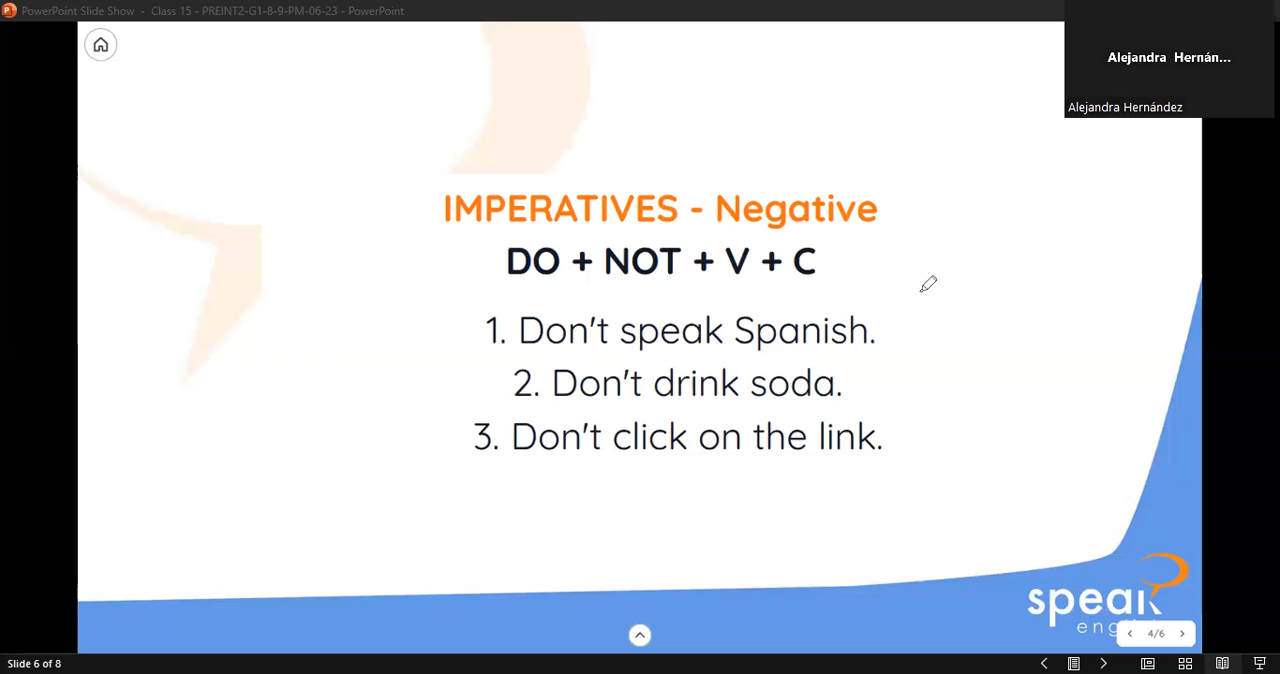 PowerPoint Slide Show - Class 15 - PREINT2-G1-8-9-PM-06-23 - PowerPoint
Alejandra Hernán...
Alejandra Hernández
IMPERATIVES - Negative
DO + NOT + V + C
1. Don't speak Spanish.
2. Don't drink soda.
3. Don't click on the link.
speak
eng
4/6
Slide 6 of 8